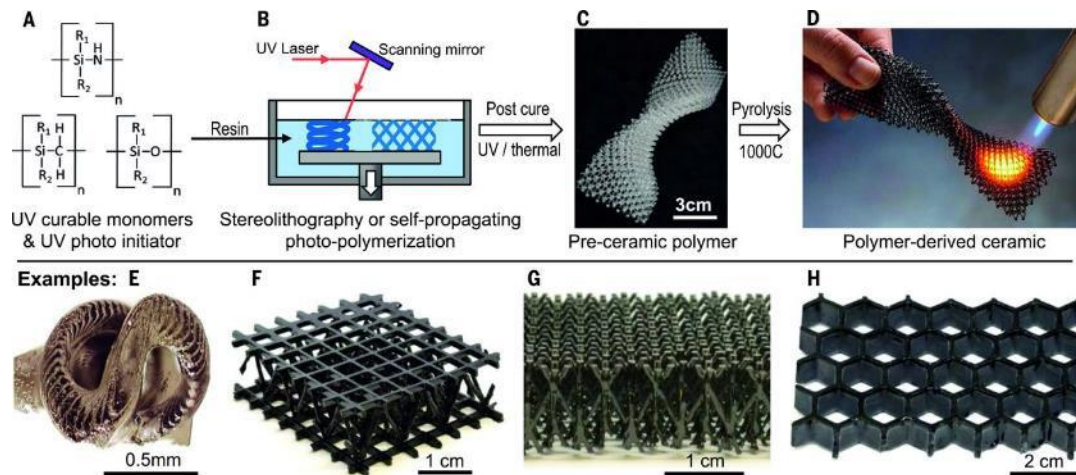 A
B
C
D
R1
H
Si
N
R2
n
R1
H
Si
C
R2
H
n
R1
Si
O
R2
n
UV Laser
Scanning mirror
Resin
Post cure
UV / thermal
Pyrolysis
1000C
3cm
UV curable monomers
& UV photo initiator
Stereolithography or self-propagating
photo-polymerization
Pre-ceramic polymer
Polymer-derived ceramic
Examples: E
F
G
H
0.5mm
1 cm
1 cm
2 cm